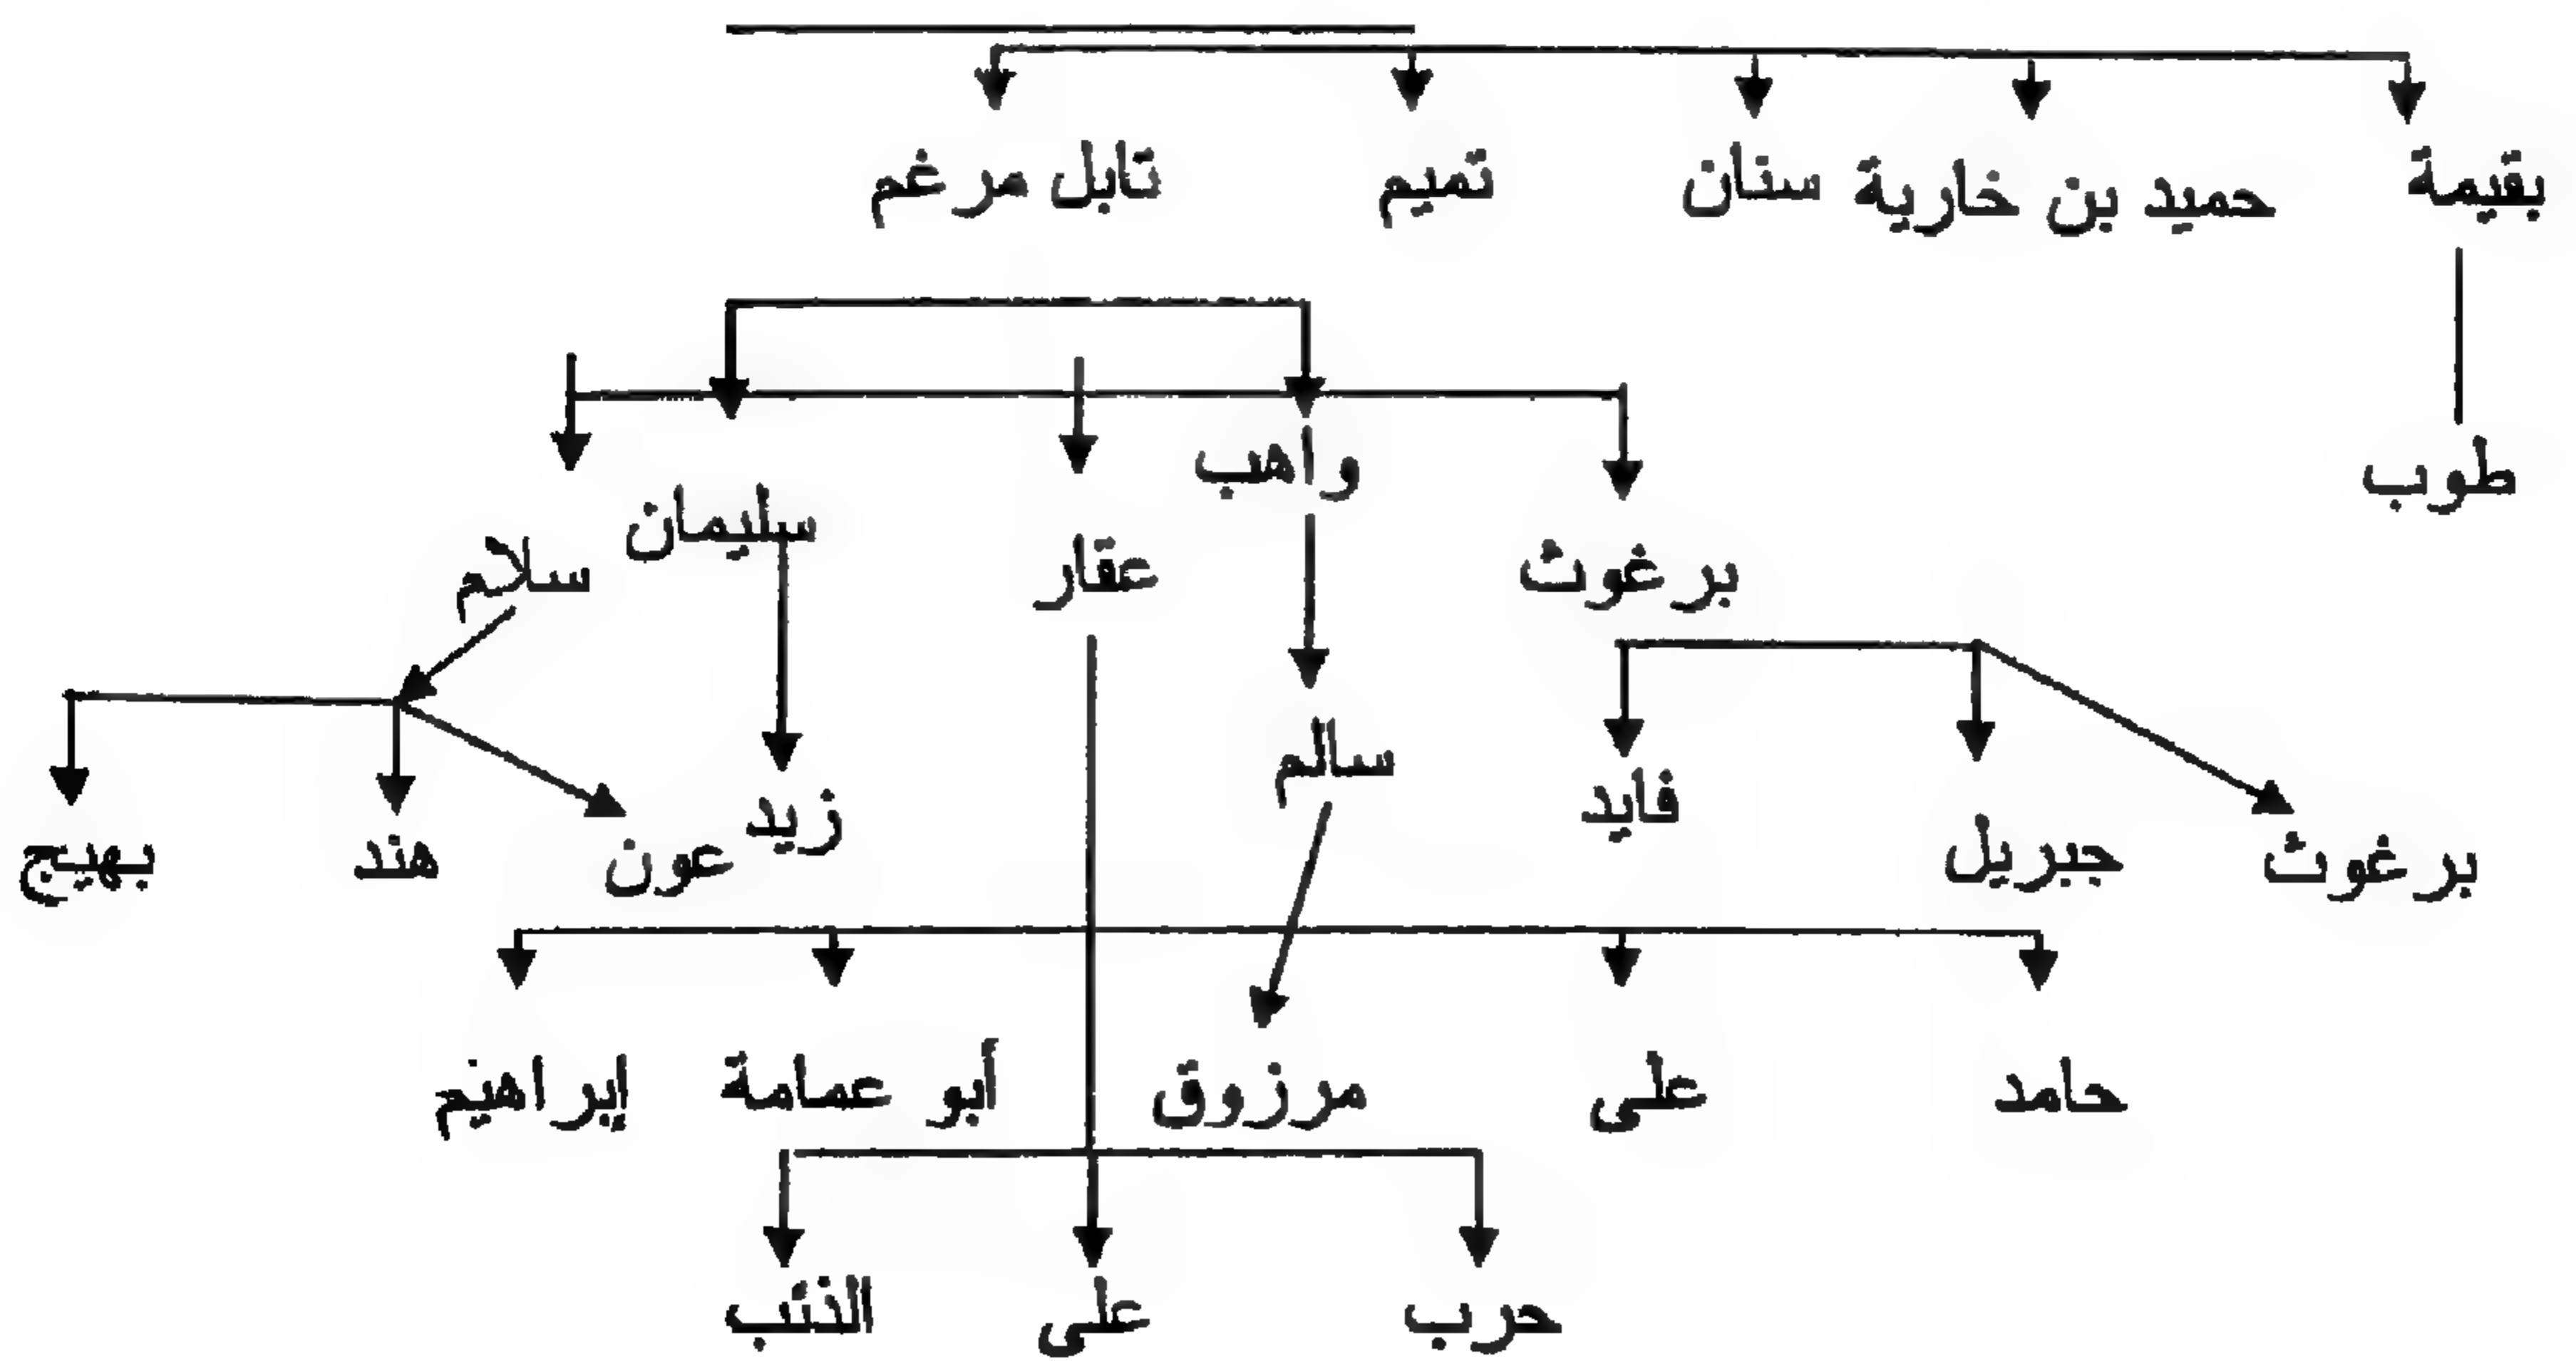 بقيمة حميد بن خارية سنان تميم تابل مرغم
طوب
واهب
سليمان
برغوث عقار سلام
سالم
فايد زيد
برغوث جبريل عون هند بهيج
حامد على مرزوق أبو عمامة إبراهيم
حرب على الذئب